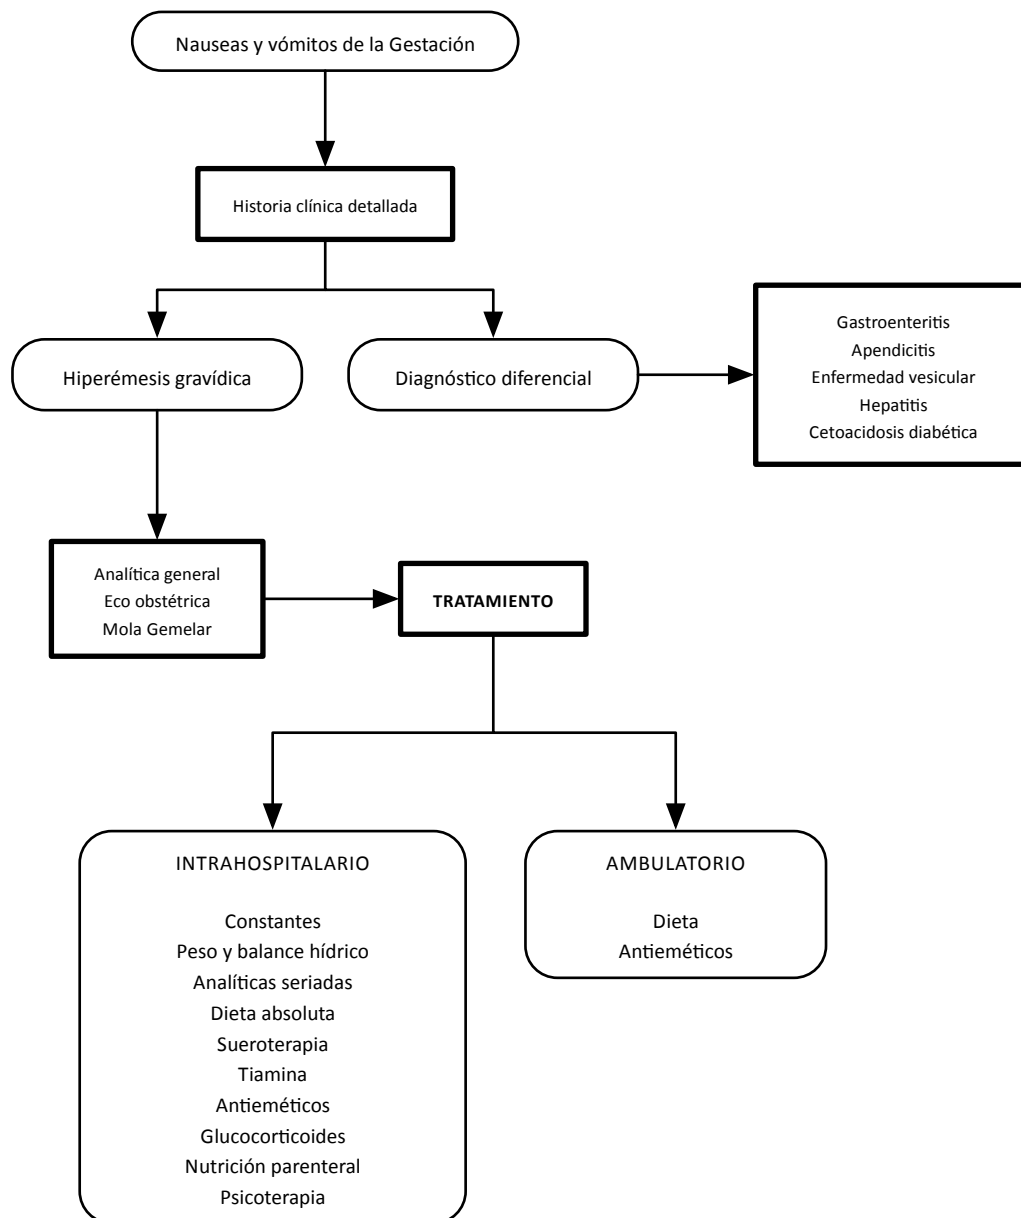 Nauseas y vómitos de la Gestación
Historia clínica detallada
Hiperémesis gravídica
Diagnóstico diferencial
Gastroenteritis
Apendicitis
Enfermedad vesicular
Hepatitis
Cetoacidosis diabética
Analítica general
Eco obstétrica
Mola Gemelar
TRATAMIENTO
INTRAHOSPITALARIO
Constantes
Peso y balance hídrico
Analíticas seriadas
Dieta absoluta
Sueroterapia
Tiamina
Antieméticos
Glucocorticoides
Nutrición parenteral
Psicoterapia
AMBULATORIO
Dieta
Antieméticos